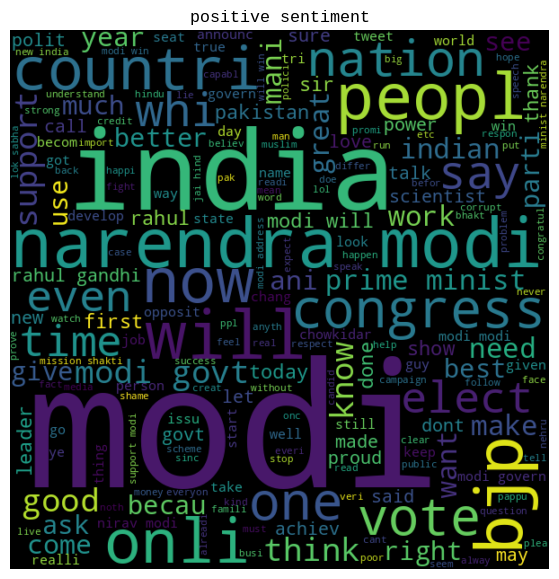 positive sentiment
new india
modi win
year
seat
announc
sure
tweet
world
see
polit
true
mani
tri
big
hope
speech
countri
whi
nation
capabl
will win
polici
understand
hindu
lie
govern
sir
peopl
thank
minist narendra
strong
credit
much
pakistan
great
man
promi
run
etc
respon
put
win
support
call
better
becom
import
believ
muslim
power
day
love
differ
befor
lok sabha
got
back
happi
india
name
indian
say
parti
use
fight
pak
jai hind
readi
doe
lol
talk
scientist
corrupt
way
mean
word
bhakt
develop
rahul
state
modi will
work
problem
congratul
narendra modi
case
modi address
look
happen
speak
expect
rahul gandhi
now
ani
prime minist
even
chang
congress
new
first
opposit
ppl
anyth
never
time
watch
job
will
chowkidar
modi modi
prove
feel
real
respect
know
done
help
show
need
mission shakti
success
give
modi
govt
today
guy
best
given
fact
media
person
creat
without
candid
campaign
follow
face
shame
modi
elect
leader
go
ye
thing
support modi
issu
govt
let
start
onc
well
still
made
proud
want
dont
make
nehru
clear
keep
public
tell
scheme
sinc
everi
stop
read
modi govern
bjp
noth
money
everyon
take
kind
veri
said
pappu
good
becau
nirav modi
one
vote
question
live
ask
famili
must
achiev
plea
come
onli
alreadi
think
cant
right
may
realli
busi
poor
seem
alway